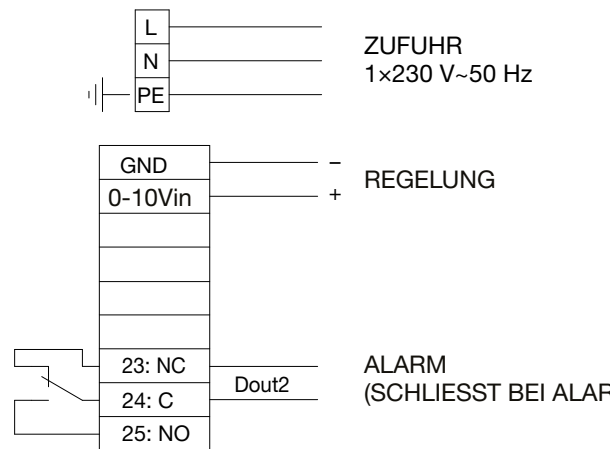 L
N
PE
ZUFUHR
1×230 V~50 Hz
GND
0-10Vin
–
+
REGELUNG
23: NC
24: C
25: NO
Dout2
ALARM
(SCHLIESST BEI ALAR